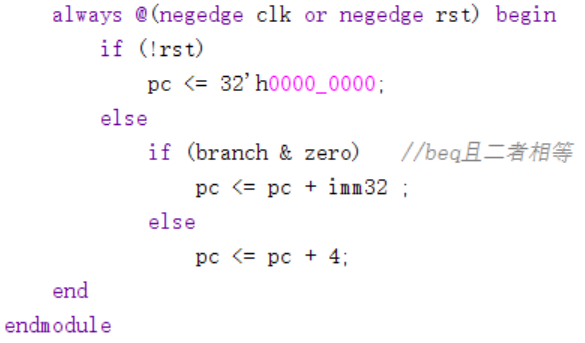 always @(negedge clk or negedge rst) begin
if (!rst)
pc <= 32'h0000_0000;
else
if (branch & zero) //beq且二者相等
pc <= pc + imm32 ;
else
pc <= pc + 4;
end
endmodule